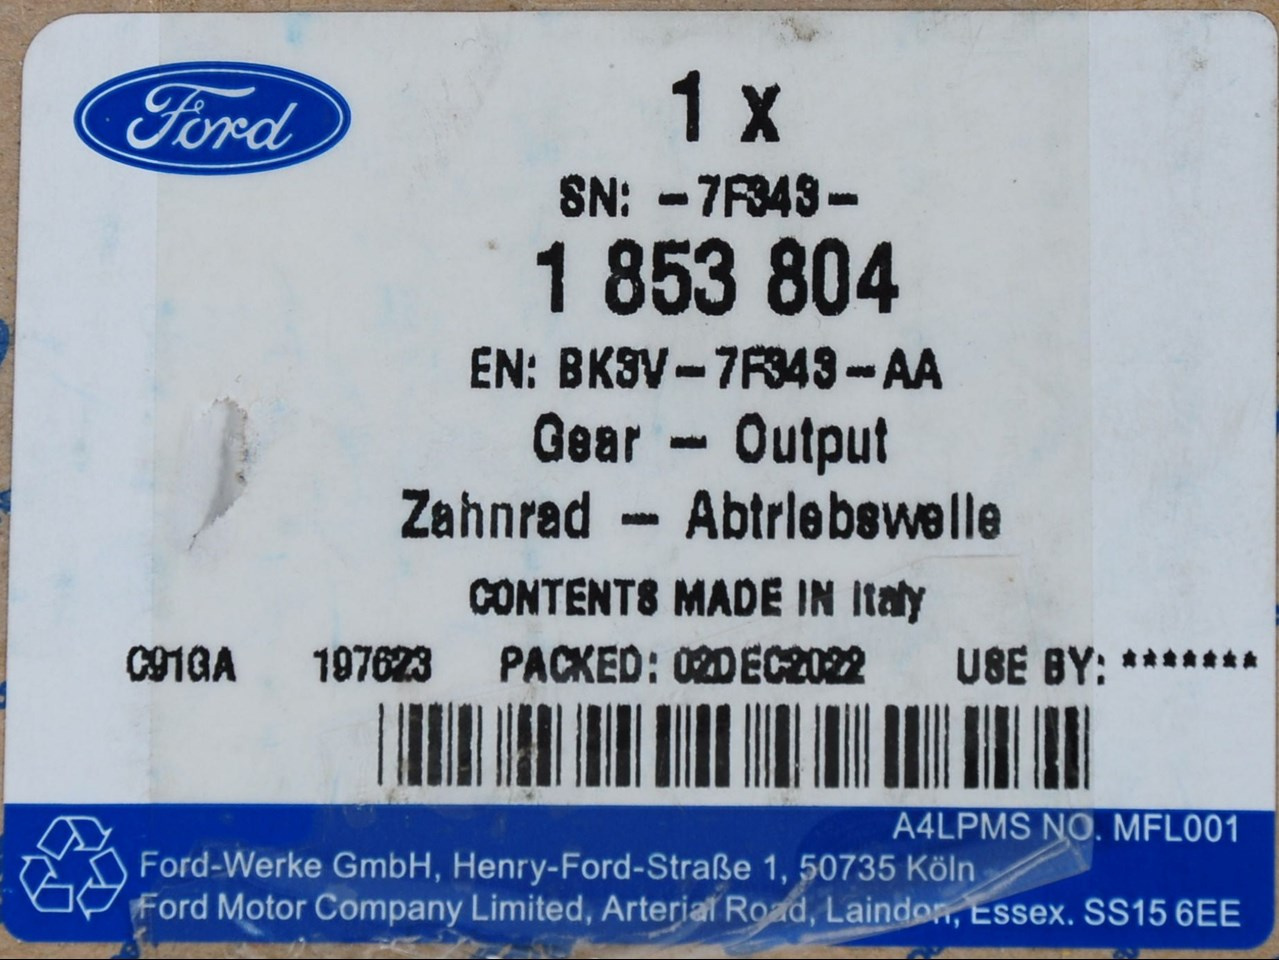 Ford
1 x
SN: -7F343-
1 853 804
EN: BK3V-7F343-AA
Gear - Output
Zahnrad - Abtriebswelle
CONTENTS MADE IN Italy
C91GA 197623 PACKED: 02DEC2022 USE BY: *******
A4LPMS NO. MFL001
Ford-Werke GmbH, Henry-Ford-Straße 1, 50735 Köln
Ford Motor Company Limited, Arterial Road, Laindon, Essex. SS15 6EE